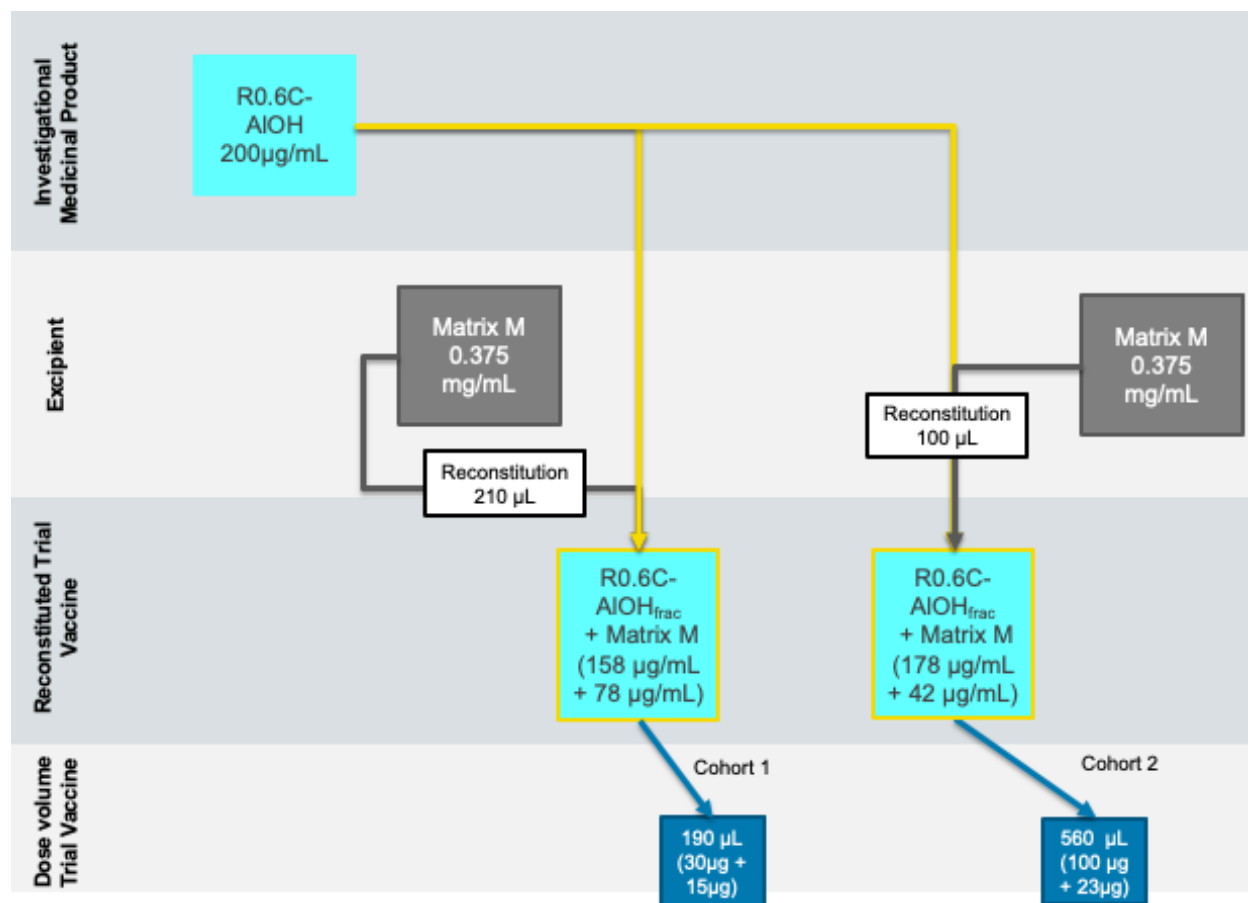 Investigational
Medicinal Product
R0.6C-
AlOH
200µg/mL
Excipient
Matrix M
0.375
mg/mL
Matrix M
0.375
mg/mL
Reconstitution
100 µL
Reconstitution
210 µL
Reconstituted Trial
Vaccine
R0.6C-
AlOHfrac
+ Matrix M
(158 µg/mL
+ 78 µg/mL)
R0.6C-
AlOHfrac
+ Matrix M
(178 µg/mL
+ 42 µg/mL)
Dose volume
Trial Vaccine
Cohort 1
Cohort 2
190 µL
(30µg +
15µg)
560 µL
(100 µg
+ 23µg)